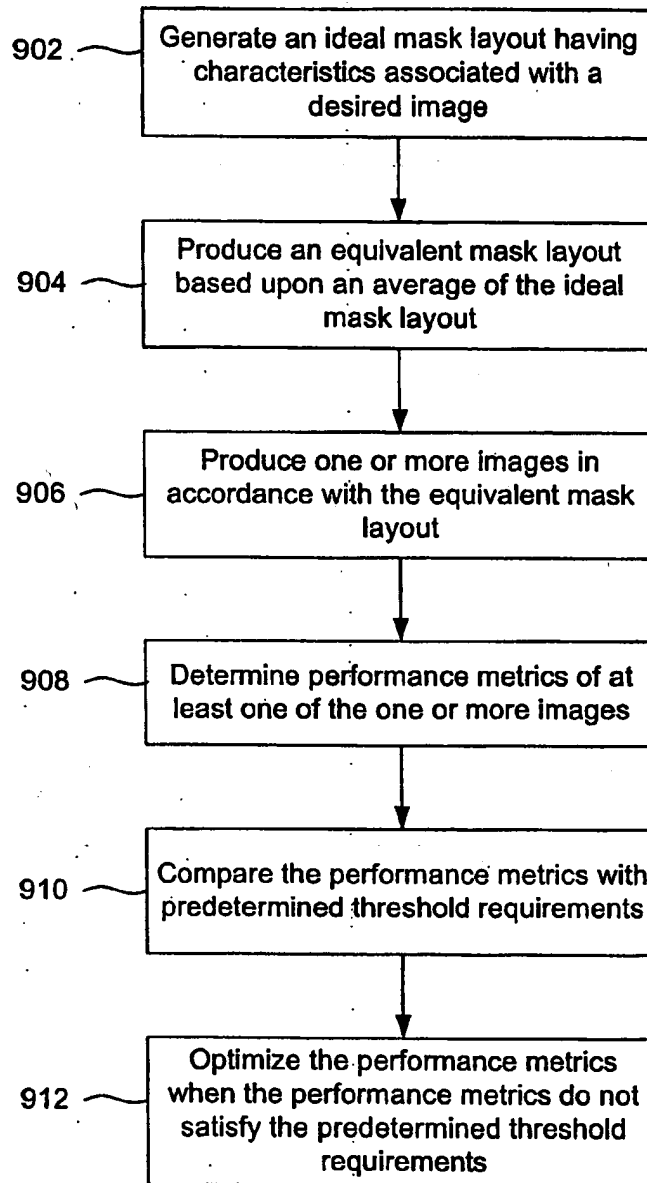 902
Generate an ideal mask layout having
characteristics associated with a
desired image
904
Produce an equivalent mask layout
based upon an average of the ideal
mask layout
906
Produce one or more images in
accordance with the equivalent mask
layout
908
Determine performance metrics of at
least one of the one or more images
910
Compare the performance metrics with
predetermined threshold requirements
912
Optimize the performance metrics
when the performance metrics do not
satisfy the predetermined threshold
requirements